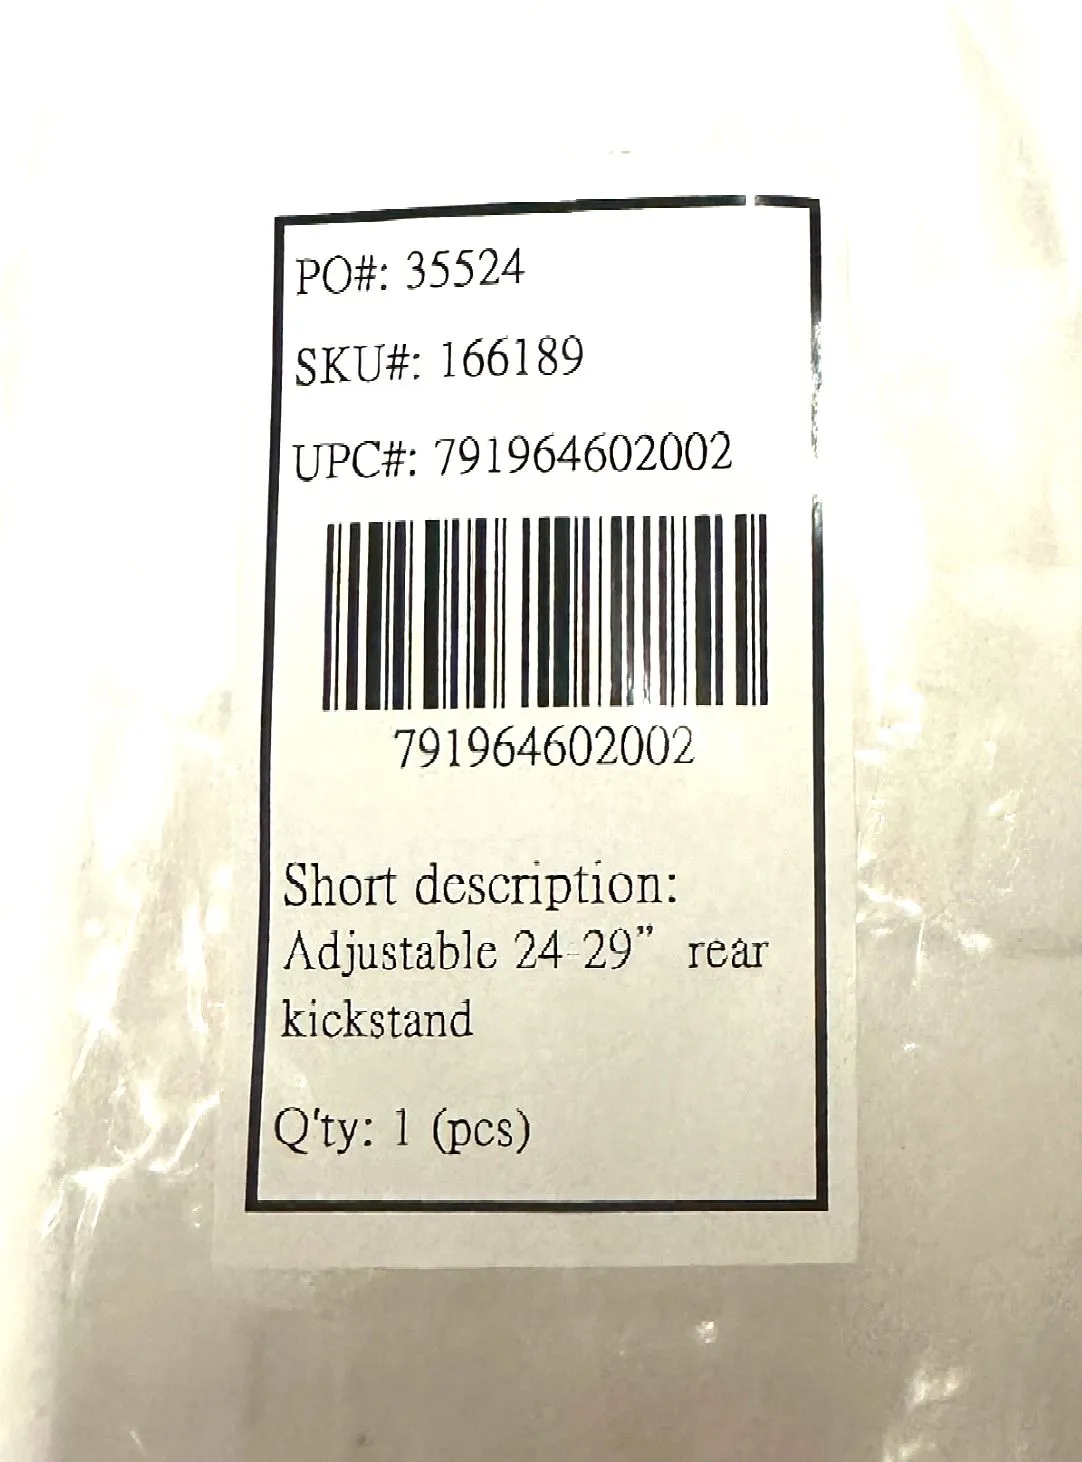 PO#: 35524
SKU#: 166189
UPC#: 791964602002
791964602002
Short description:
Adjustable 24-29” rear
kickstand
Q'ty: 1 (pcs)